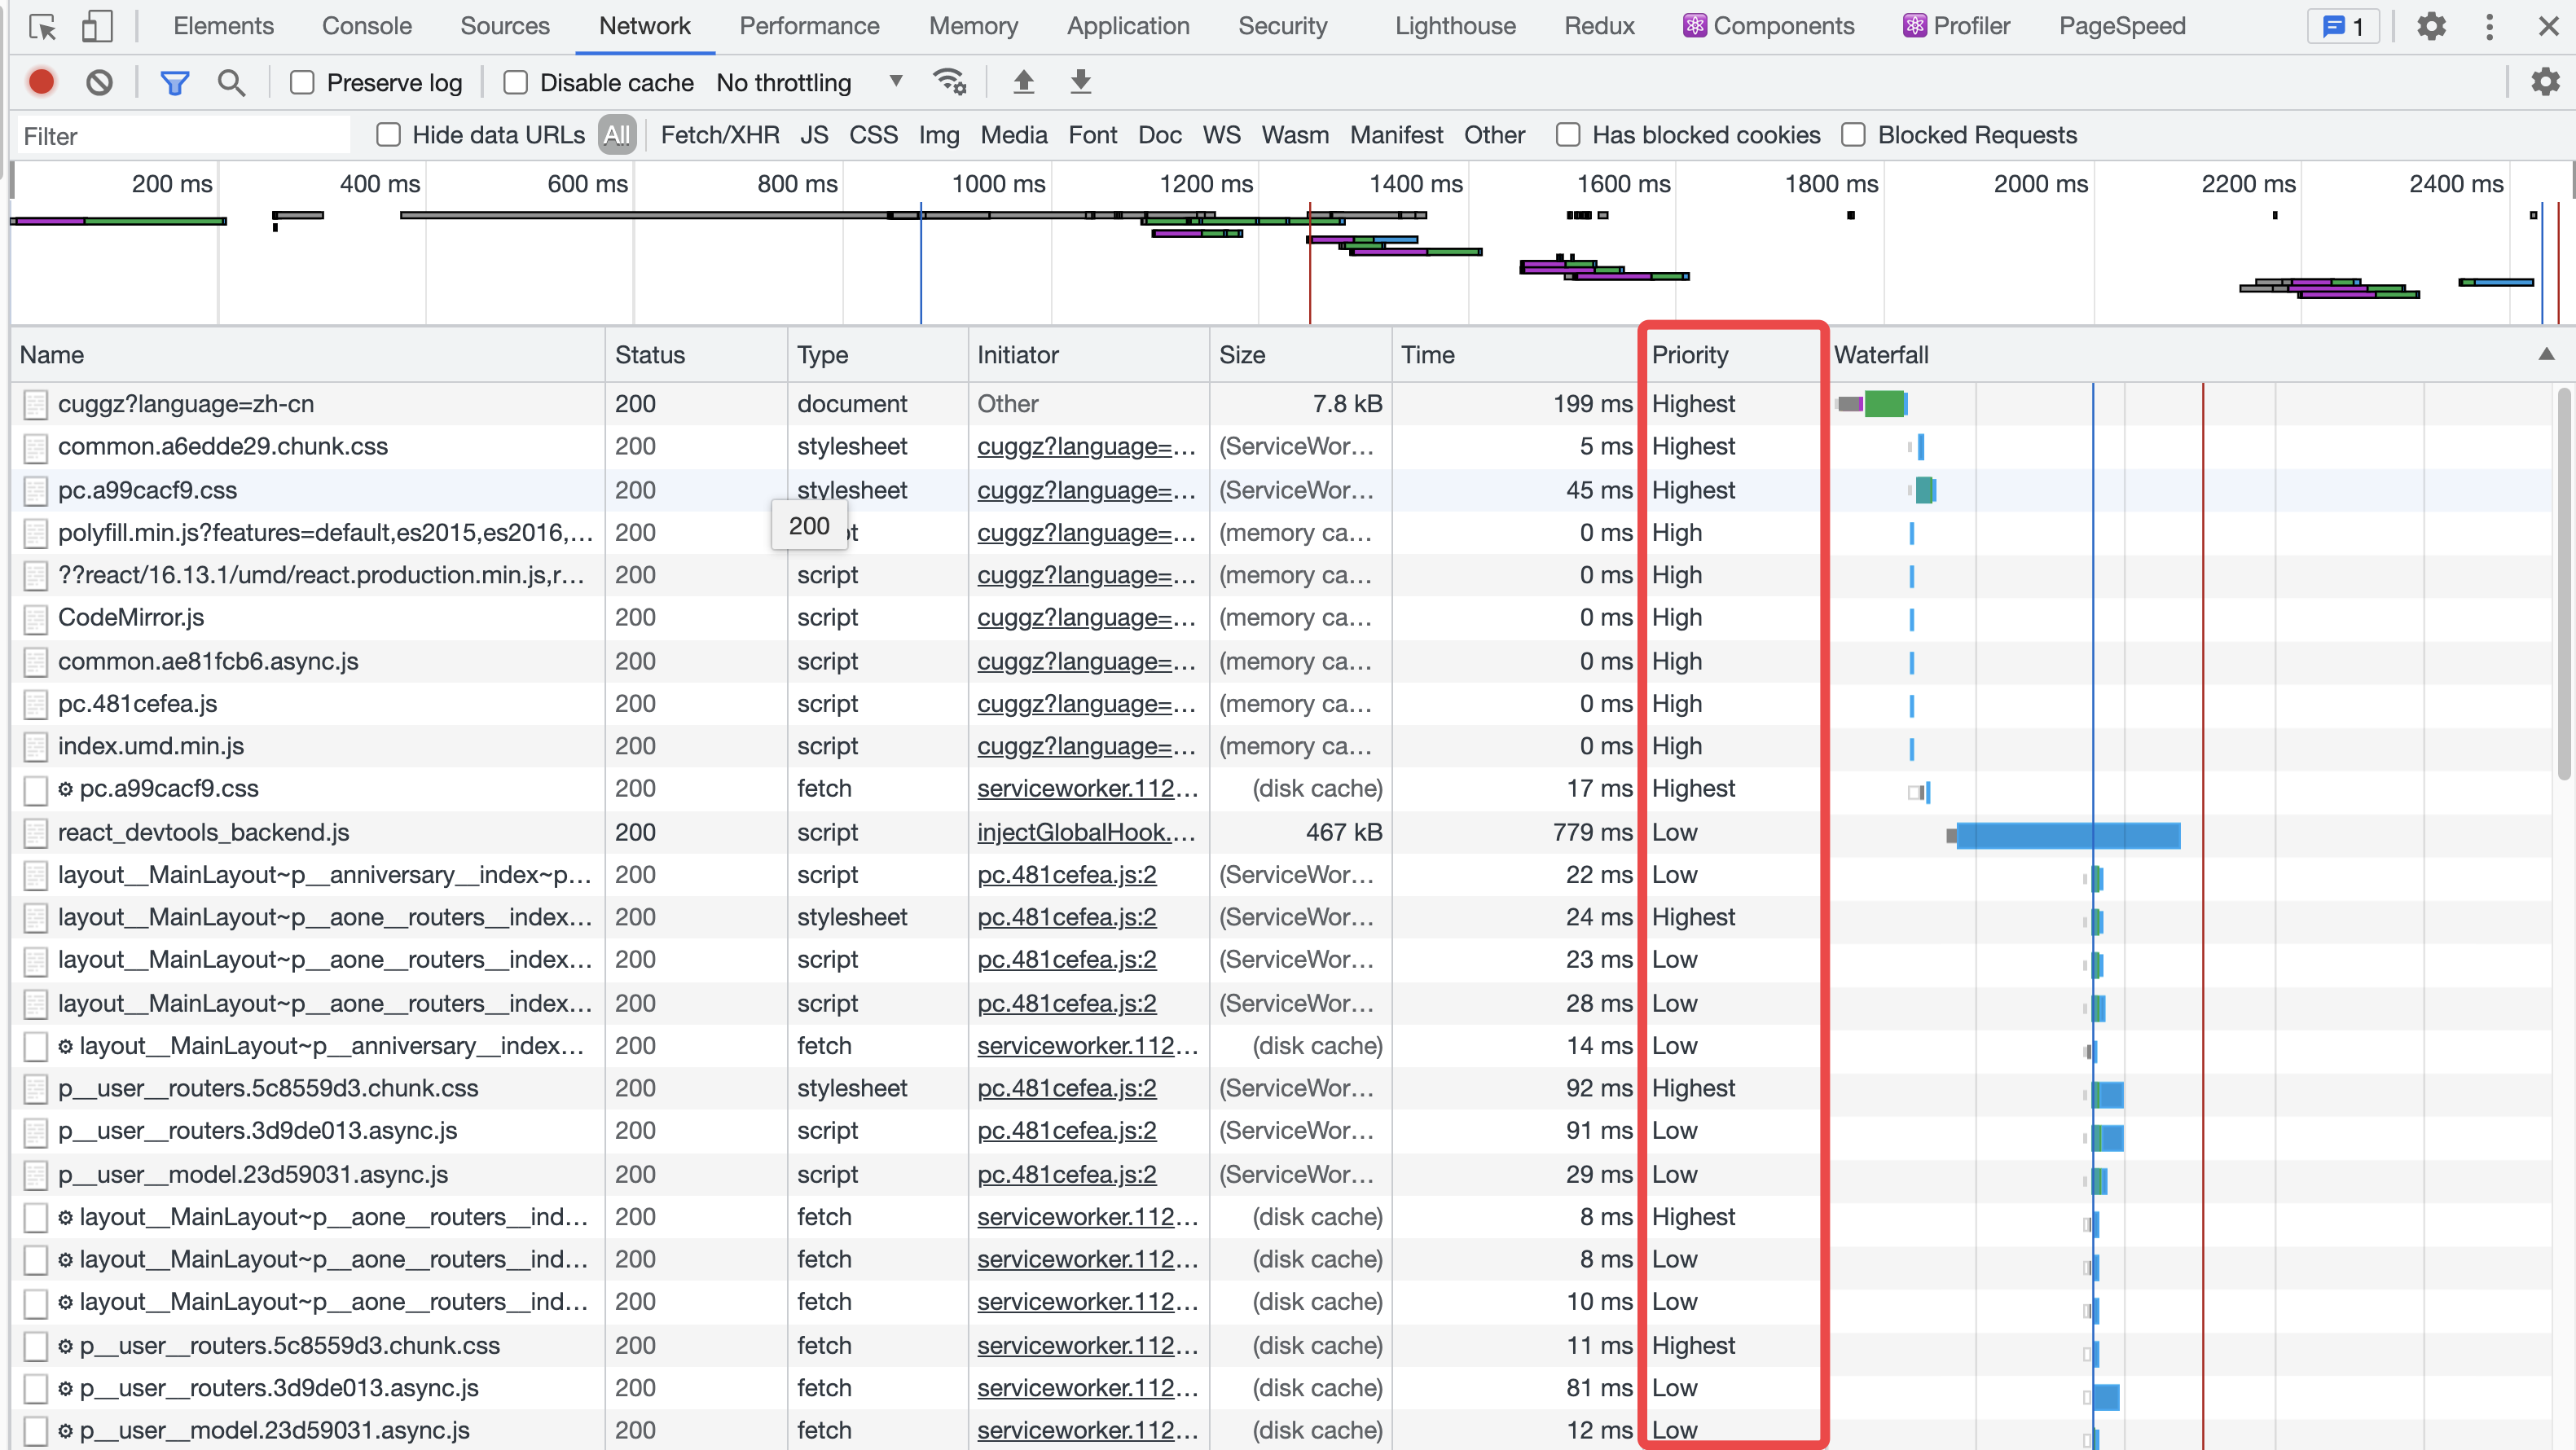 Elements Console Sources Network Performance Memory Application Security Lighthouse Redux Components Profiler PageSpeed 1
Preserve log Disable cache No throttling
Filter Hide data URLs All Fetch/XHR JS CSS Img Media Font Doc WS Wasm Manifest Other Has blocked cookies Blocked Requests
200 ms 400 ms 600 ms 800 ms 1000 ms 1200 ms 1400 ms 1600 ms 1800 ms 2000 ms 2200 ms 2400 ms
Name Status Type Initiator Size Time Priority Waterfall
cuggz?language=zh-cn 200 document Other 7.8 kB 199 ms Highest
common.a6edde29.chunk.css 200 stylesheet cuggz?language=... (ServiceWor... 5 ms Highest
pc.a99cacf9.css 200 stylesheet cuggz?language=... (ServiceWor... 45 ms Highest
200
polyfill.min.js?features=default,es2015,es2016,... 200 pt cuggz?language=... (memory ca... 0 ms High
??react/16.13.1/umd/react.production.min.js,r... 200 script cuggz?language=... (memory ca... 0 ms High
CodeMirror.js 200 script cuggz?language=... (memory ca... 0 ms High
common.ae81fcb6.async.js 200 script cuggz?language=... (memory ca... 0 ms High
pc.481cefea.js 200 script cuggz?language=... (memory ca... 0 ms High
index.umd.min.js 200 script cuggz?language=... (memory ca... 0 ms High
pc.a99cacf9.css 200 fetch serviceworker.112... (disk cache) 17 ms Highest
react_devtools_backend.js 200 script injectGlobalHook.... 467 kB 779 ms Low
layout__MainLayout~p__anniversary__index~p... 200 script pc.481cefea.js:2 (ServiceWor... 22 ms Low
layout__MainLayout~p__aone__routers__index... 200 stylesheet pc.481cefea.js:2 (ServiceWor... 24 ms Highest
layout__MainLayout~p__aone__routers__index... 200 script pc.481cefea.js:2 (ServiceWor... 23 ms Low
layout__MainLayout~p__aone__routers__index... 200 script pc.481cefea.js:2 (ServiceWor... 28 ms Low
layout__MainLayout~p__anniversary__index... 200 fetch serviceworker.112... (disk cache) 14 ms Low
p__user__routers.5c8559d3.chunk.css 200 stylesheet pc.481cefea.js:2 (ServiceWor... 92 ms Highest
p__user__routers.3d9de013.async.js 200 script pc.481cefea.js:2 (ServiceWor... 91 ms Low
p__user__model.23d59031.async.js 200 script pc.481cefea.js:2 (ServiceWor... 29 ms Low
layout__MainLayout~p__aone__routers__ind... 200 fetch serviceworker.112... (disk cache) 8 ms Highest
layout__MainLayout~p__aone__routers__ind... 200 fetch serviceworker.112... (disk cache) 8 ms Low
layout__MainLayout~p__aone__routers__ind... 200 fetch serviceworker.112... (disk cache) 10 ms Low
p__user__routers.5c8559d3.chunk.css 200 fetch serviceworker.112... (disk cache) 11 ms Highest
p__user__routers.3d9de013.async.js 200 fetch serviceworker.112... (disk cache) 81 ms Low
p__user__model.23d59031.async.js 200 fetch serviceworker.112... (disk cache) 12 ms Low